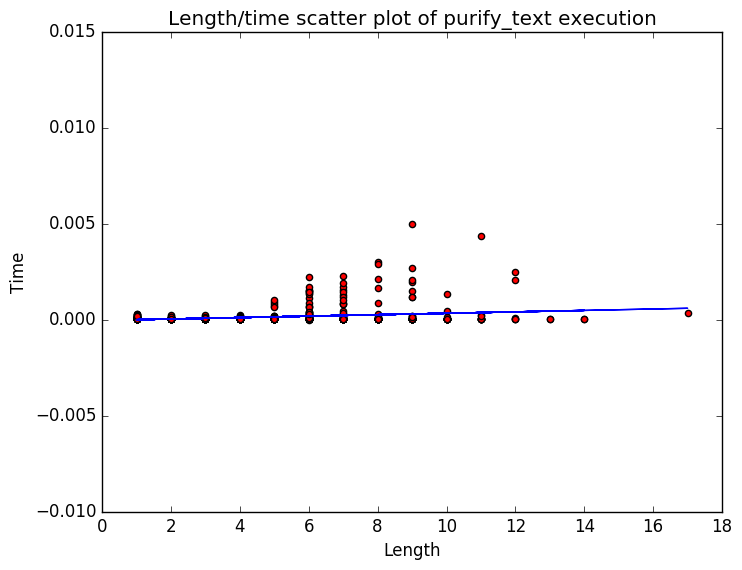 Length/time scatter plot of purify_text execution
0.015
0.010
0.005
0.000
−0.005
−0.010
Time
0 2 4 6 8 10 12 14 16 18
Length